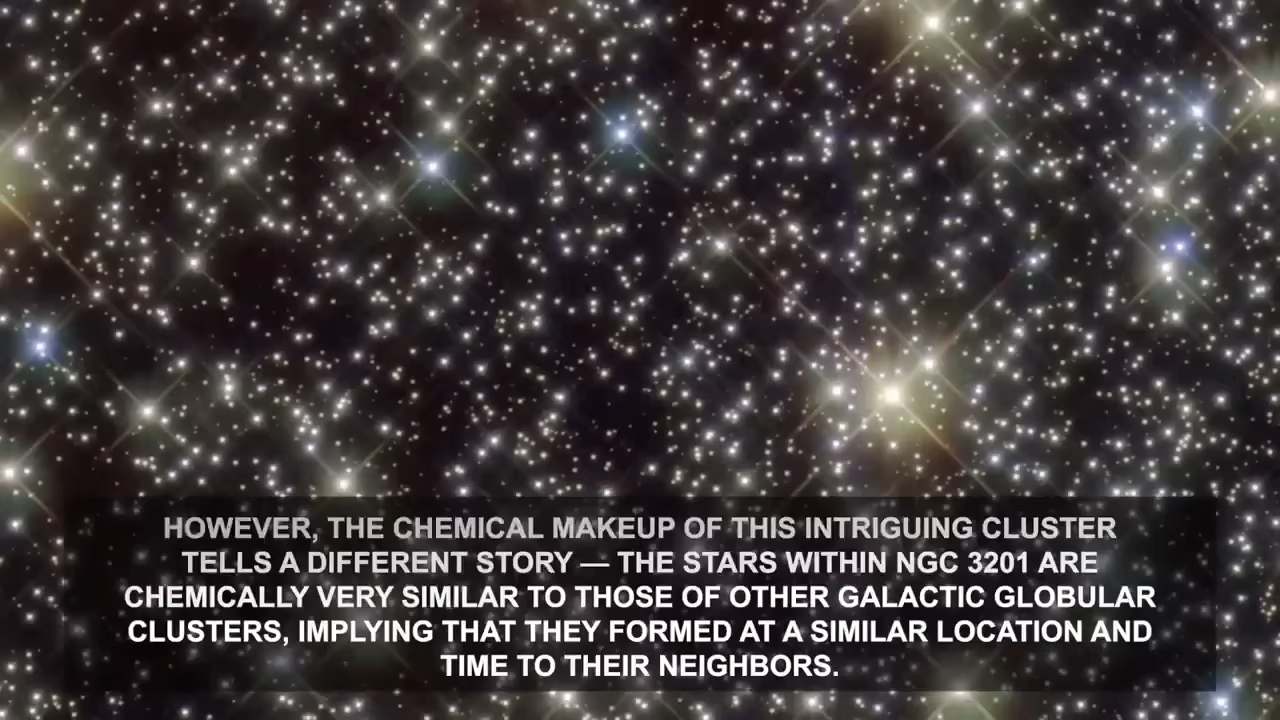 HOWEVER, THE CHEMICAL MAKEUP OF THIS INTRIGUING CLUSTER
TELLS A DIFFERENT STORY — THE STARS WITHIN NGC 3201 ARE
CHEMICALLY VERY SIMILAR TO THOSE OF OTHER GALACTIC GLOBULAR
CLUSTERS, IMPLYING THAT THEY FORMED AT A SIMILAR LOCATION AND
TIME TO THEIR NEIGHBORS.